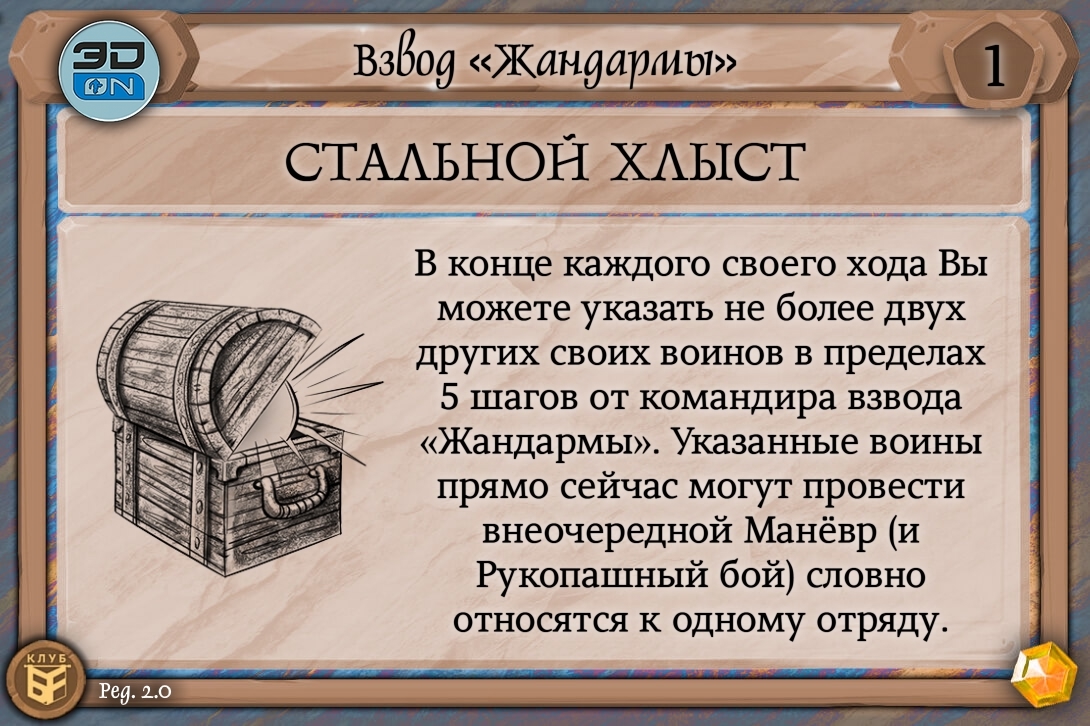 3D
ON
Взвод «Жандармы»
1
СТАЛЬНОЙ ХЛЫСТ
В конце каждого своего хода Вы
можете указать не более двух
других своих воинов в пределах
5 шагов от командира взвода
«Жандармы». Указанные воины
прямо сейчас могут провести
внеочередной Манёвр (и
Рукопашный бой) словно
относятся к одному отряду.
КЛУБ
Ред. 2.0